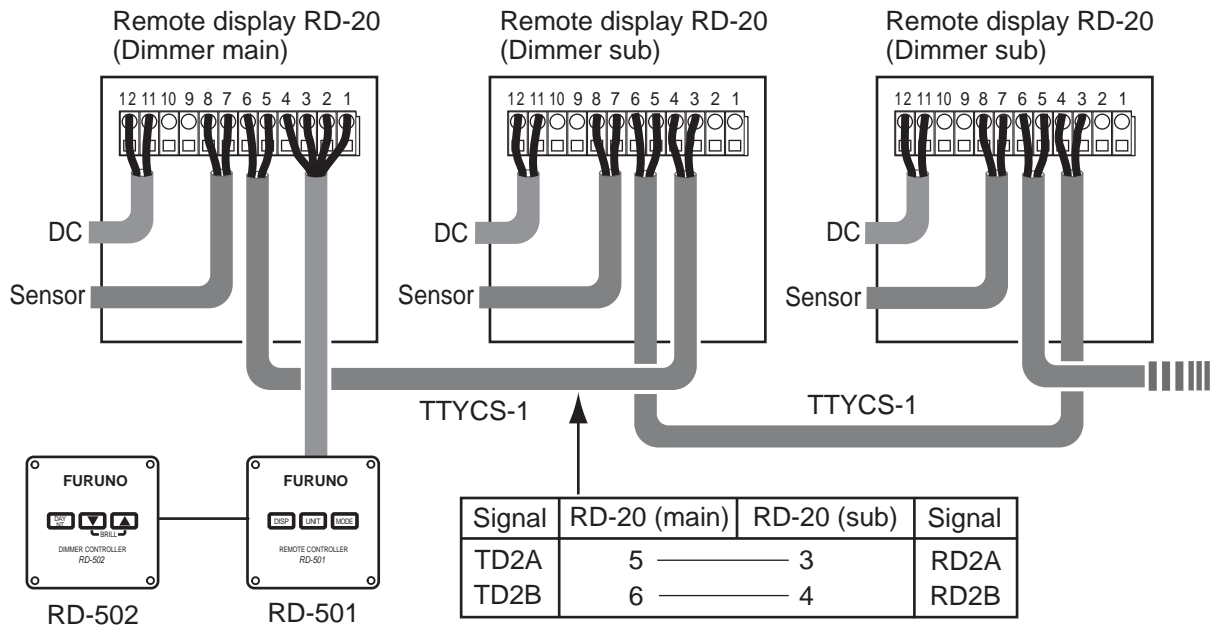 Remote display RD-20
(Dimmer main)
Remote display RD-20
(Dimmer sub)
Remote display RD-20
(Dimmer sub)
12 11 10 9 8 7 6 5 4 3 2 1
12 11 10 9 8 7 6 5 4 3 2 1
12 11 10 9 8 7 6 5 4 3 2 1
DC
Sensor
DC
Sensor
DC
Sensor
TTYCS-1
TTYCS-1
FURUNO
DAY
NT
BRILL
DIMMER CONTROLLER
RD-502
RD-502
FURUNO
DISP UNIT MODE
REMOTE CONTROLLER
RD-501
RD-501
Signal RD-20 (main) RD-20 (sub) Signal
TD2A 5 3 RD2A
TD2B 6 4 RD2B